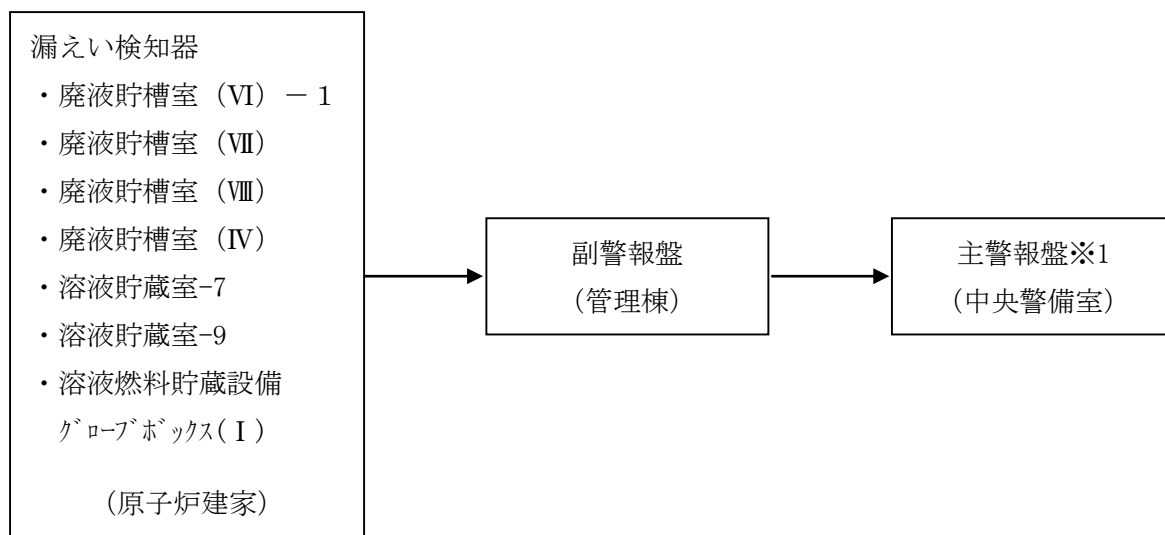 漏えい検知器
・廃液貯槽室（Ⅵ）－１
・廃液貯槽室（Ⅶ）
・廃液貯槽室（Ⅷ）
・廃液貯槽室（Ⅳ）
・溶液貯蔵室-7
・溶液貯蔵室-9
・溶液燃料貯蔵設備
ｸﾞﾛｰﾌﾞﾎﾞｯｸｽ(Ⅰ)
（原子炉建家）
副警報盤
（管理棟）
主警報盤※1
（中央警備室）